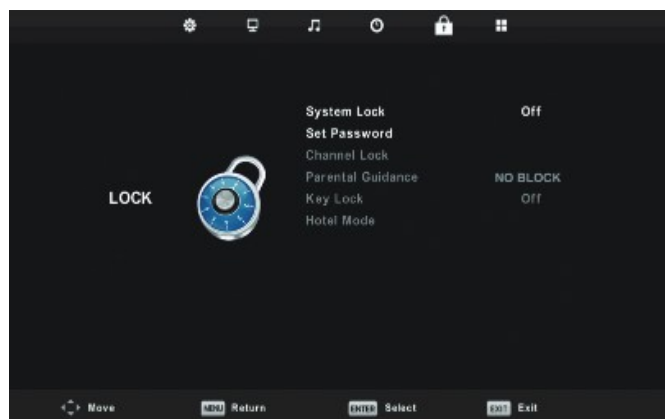 System Lock Off
Set Password
Channel Lock
Parental Guidance NO BLOCK
LOCK
Key Lock Off
Hotel Mode
Move MENU Return ENTER Select EXIT Exit